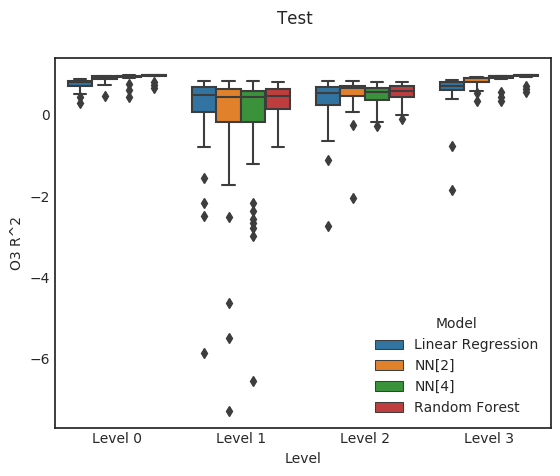 Test
O3 R^2
0
−2
−4
−6
Level 0
Level 1
Level 2
Level 3
Level
Model
Linear Regression
NN[2]
NN[4]
Random Forest